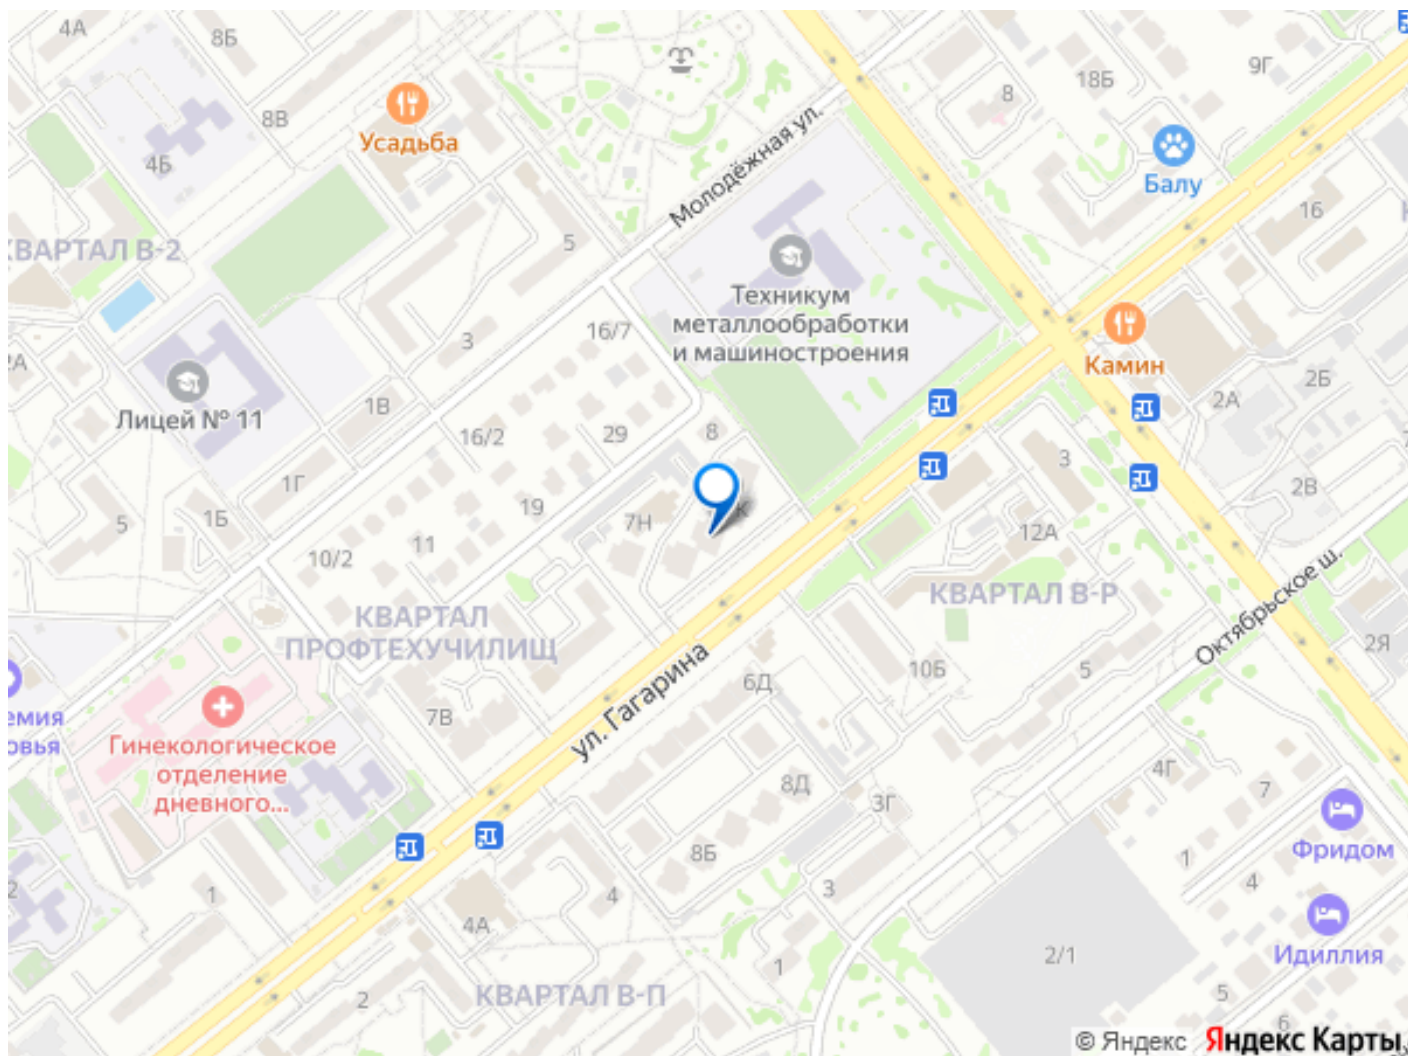 4А
8Б
9Г
18Б
8
8В
Усадьба
Молодёжная ул.
4Б
Балу
16
КВАРТАЛ В-2
5
Техникум
металлообработки
и машиностроения
16/7
3
Камин
2Б
2А
Лицей № 11
1В
16/2
29
8
3
1Г
2В
19
7Н
К
12А
5
1Б
11
10/2
КВАРТАЛ В-Р
Октябрьское ш.
КВАРТАЛ
ПРОФТЕХУЧИЛИЩ
2Я
10Б
5
ул. Гагарина
6Д
7В
Гинекологическое
отделение
дневного...
4Г
7
8Д
3Г
Фридом
8Б
1
4
3
4
1
4А
2/1
Идиллия
1
КВАРТАЛ В-П
2
5
6
© Яндекс Яндекс Карты